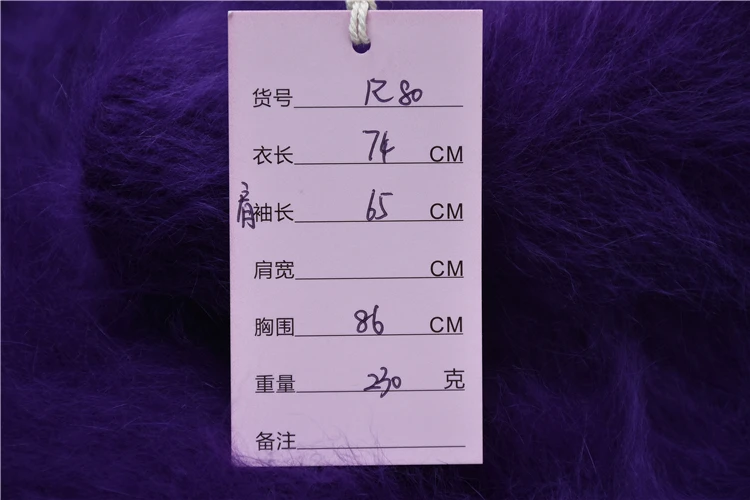 货号 R80
衣长 74 CM
肩袖长 65 CM
肩宽 CM
胸围 86 CM
重量 230 克
备注